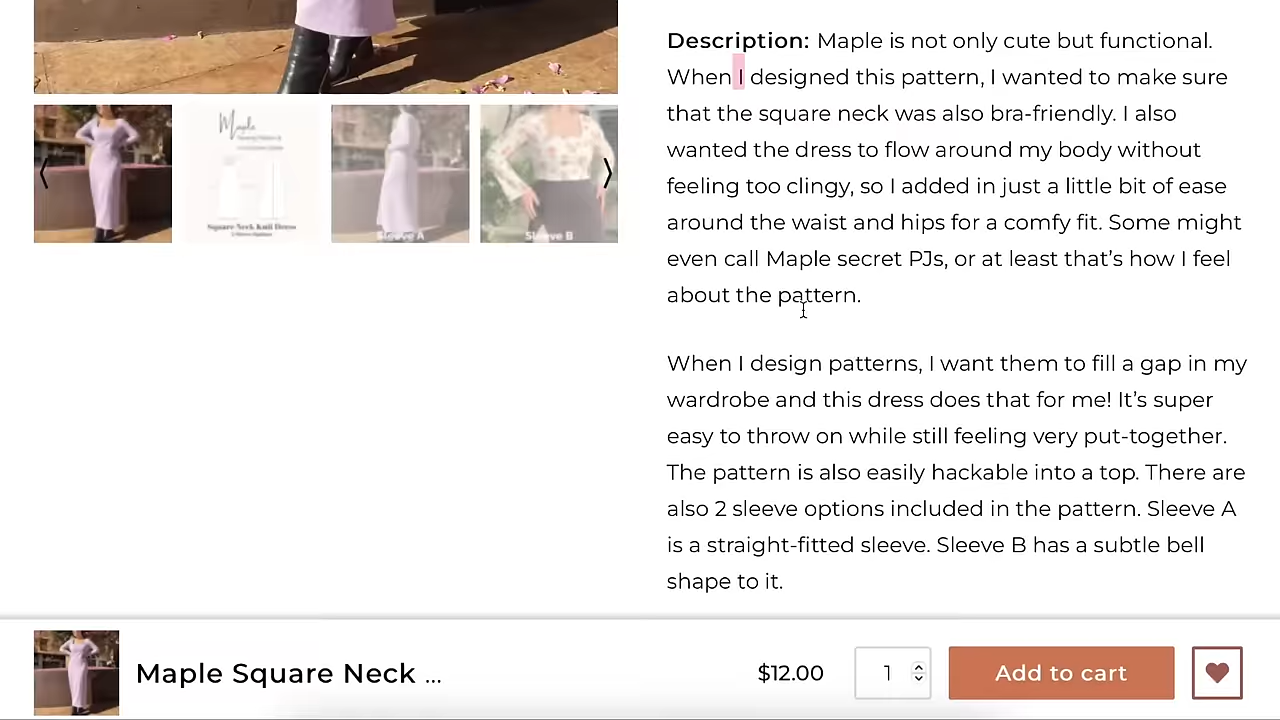 Description: Maple is not only cute but functional.
When I designed this pattern, I wanted to make sure
that the square neck was also bra-friendly. I also
wanted the dress to flow around my body without
feeling too clingy, so I added in just a little bit of ease
around the waist and hips for a comfy fit. Some might
even call Maple secret PJs, or at least that’s how I feel
about the pattern.
When I design patterns, I want them to fill a gap in my
wardrobe and this dress does that for me! It’s super
easy to throw on while still feeling very put-together.
The pattern is also easily hackable into a top. There are
also 2 sleeve options included in the pattern. Sleeve A
is a straight-fitted sleeve. Sleeve B has a subtle bell
shape to it.
Maple
Square Neck Knit Dress
Sleeve A
Sleeve B
Maple Square Neck ...
$12.00
1
Add to cart